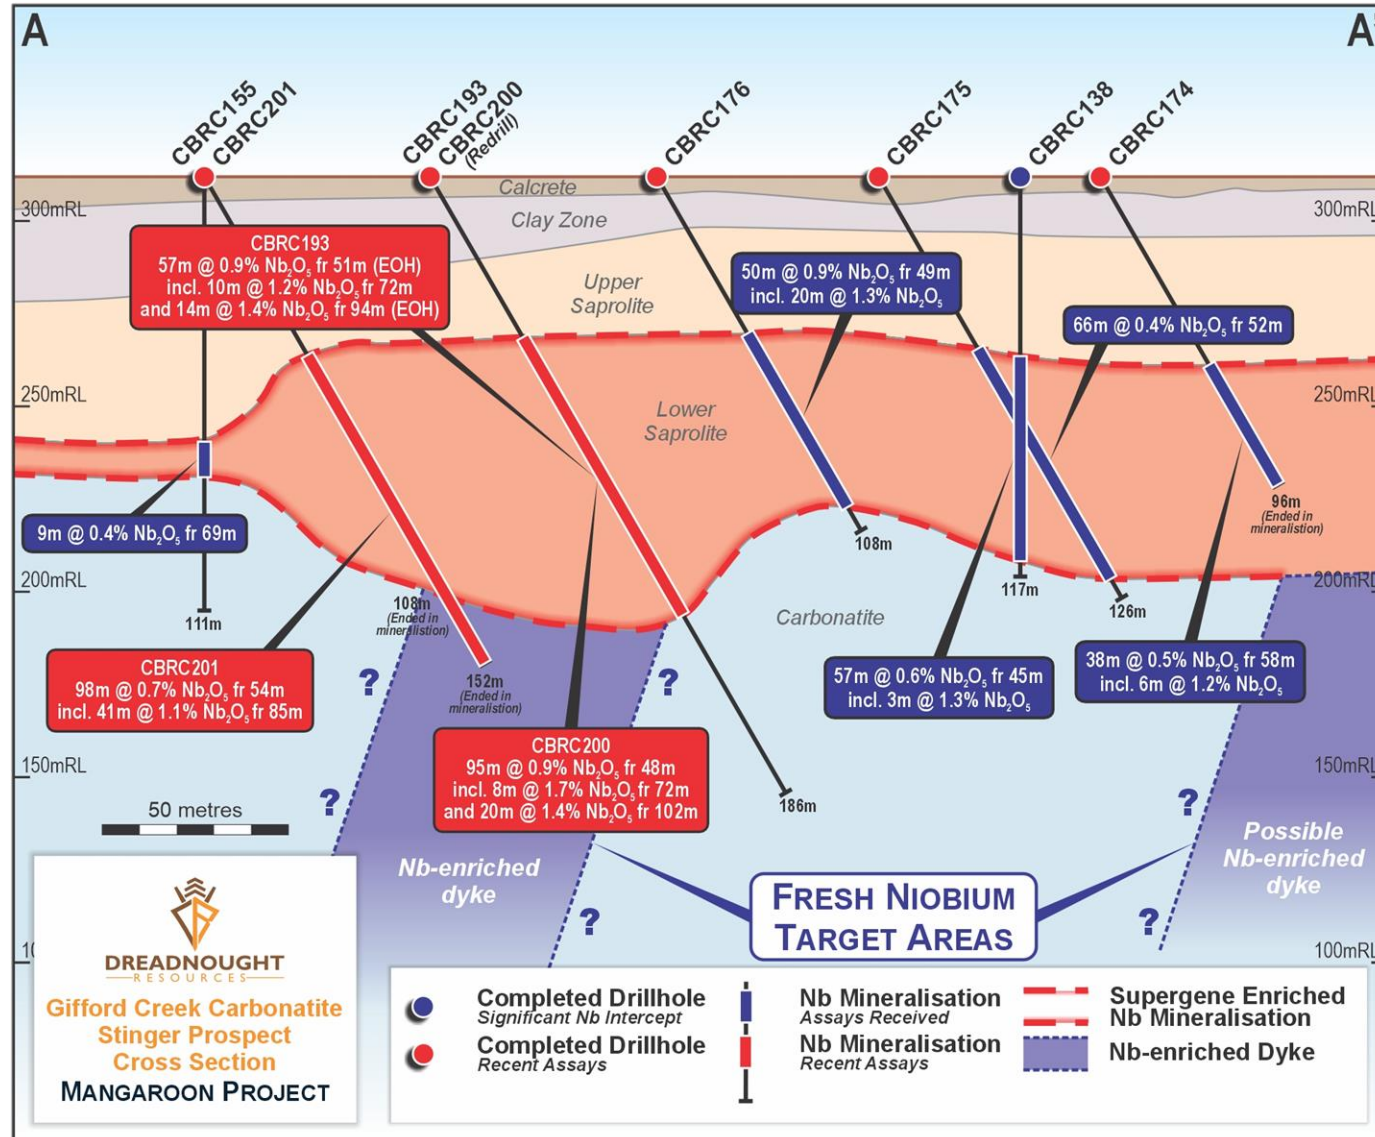 A
A'
CBRC155
CBRC201
CBRC193
CBRC200
(Redrill)
CBRC176
CBRC175
CBRC138
CBRC174
Calcrete
300mRL
300mRL
Clay Zone
CBRC193
57m @ 0.9% Nb₂O₅ fr 51m (EOH)
incl. 10m @ 1.2% Nb₂O₅ fr 72m
and 14m @ 1.4% Nb₂O₅ fr 94m (EOH)
Upper
Saprolite
50m @ 0.9% Nb₂O₅ fr 49m
incl. 20m @ 1.3% Nb₂O₅
66m @ 0.4% Nb₂O₅ fr 52m
250mRL
250mRL
Lower
Saprolite
9m @ 0.4% Nb₂O₅ fr 69m
96m
(Ended in
mineralistion)
108m
200mRL
200mRL
117m
126m
108m
(Ended in
mineralistion)
111m
Carbonatite
CBRC201
98m @ 0.7% Nb₂O₅ fr 54m
incl. 41m @ 1.1% Nb₂O₅ fr 85m
?
152m
(Ended in
mineralistion)
?
57m @ 0.6% Nb₂O₅ fr 45m
incl. 3m @ 1.3% Nb₂O₅
38m @ 0.5% Nb₂O₅ fr 58m
incl. 6m @ 1.2% Nb₂O₅
CBRC200
95m @ 0.9% Nb₂O₅ fr 48m
incl. 8m @ 1.7% Nb₂O₅ fr 72m
and 20m @ 1.4% Nb₂O₅ fr 102m
150mRL
150mRL
?
186m
?
50 metres
Nb-enriched
dyke
Possible
Nb-enriched
dyke
FRESH NIOBIUM
TARGET AREAS
?
?
100mRL
DREADNOUGHT
RESOURCES
Gifford Creek Carbonatite
Stinger Prospect
Cross Section
MANGAROON PROJECT
Completed Drillhole
Significant Nb Intercept
Completed Drillhole
Recent Assays
Nb Mineralisation
Assays Received
Nb Mineralisation
Recent Assays
Supergene Enriched
Nb Mineralisation
Nb-enriched Dyke